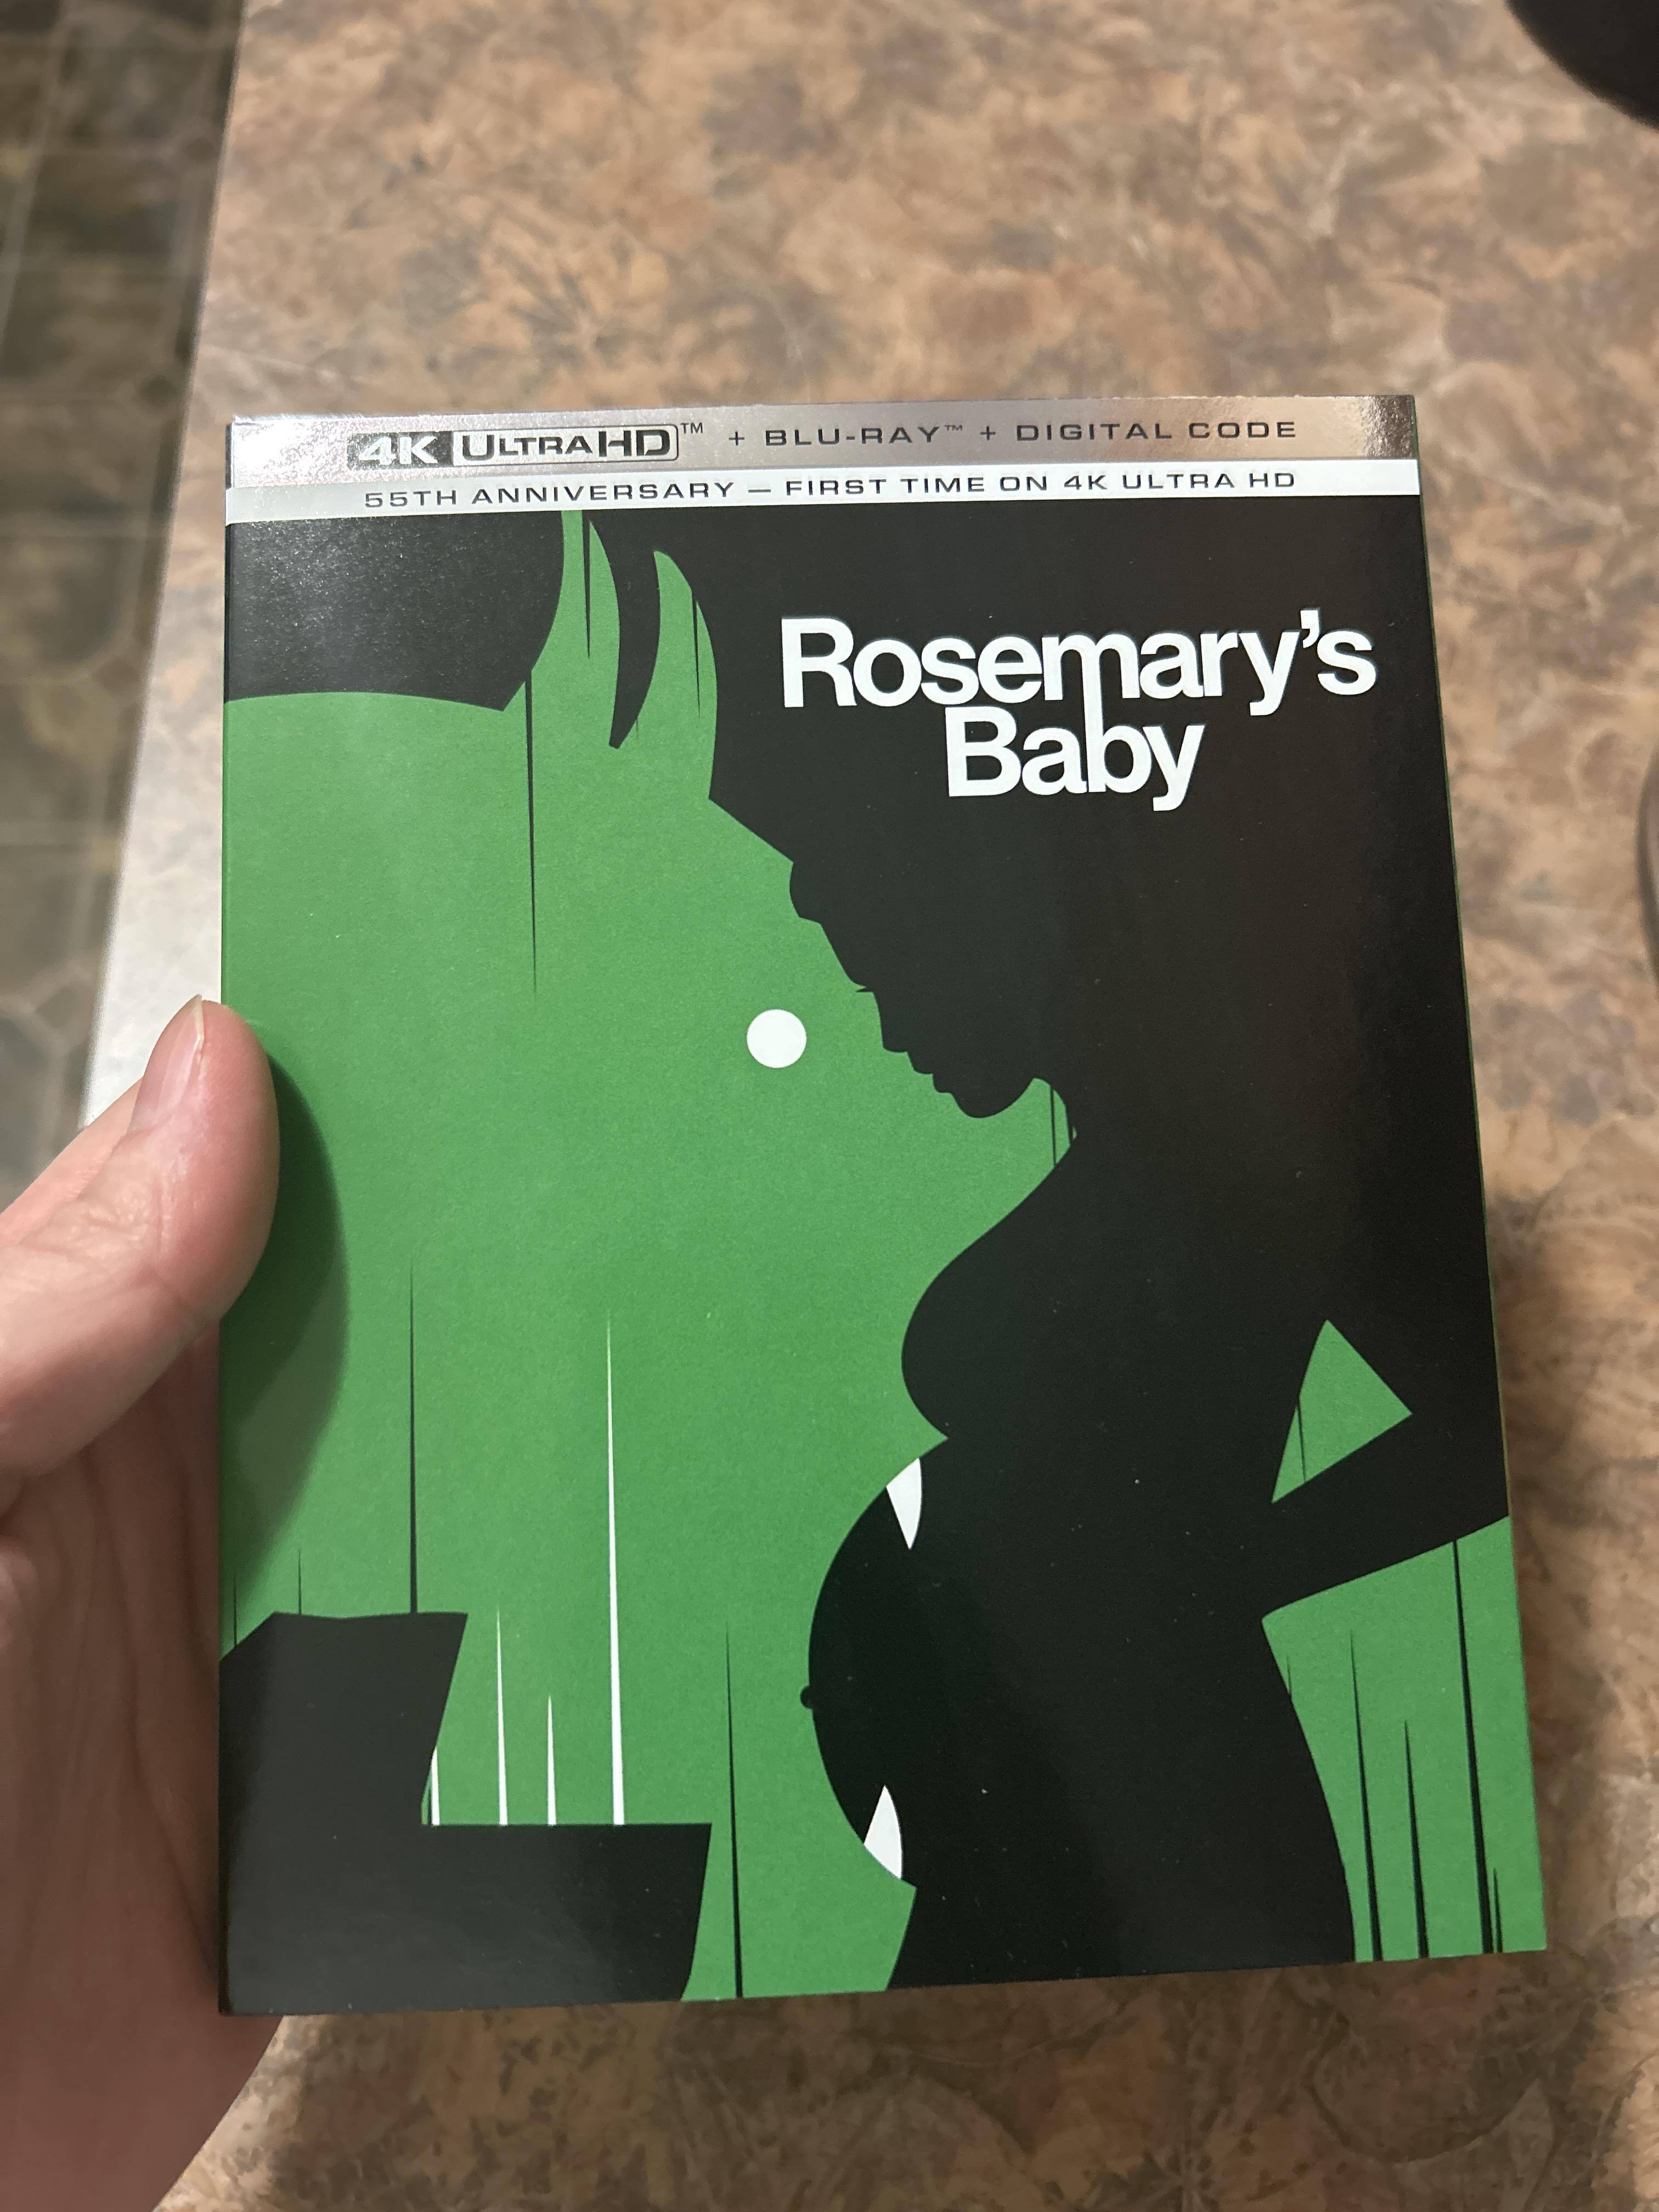 4K ULTRA HD™ + BLU-RAY™ + DIGITAL CODE
55TH ANNIVERSARY – FIRST TIME ON 4K ULTRA HD
Rosemary's
Baby